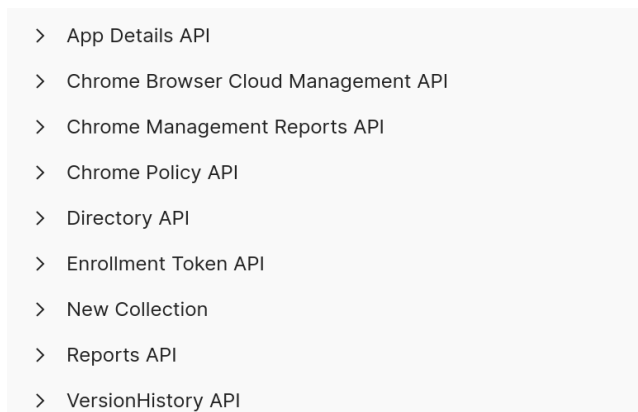 App Details API
Chrome Browser Cloud Management API
Chrome Management Reports API
Chrome Policy API
Directory API
Enrollment Token API
New Collection
Reports API
VersionHistory API